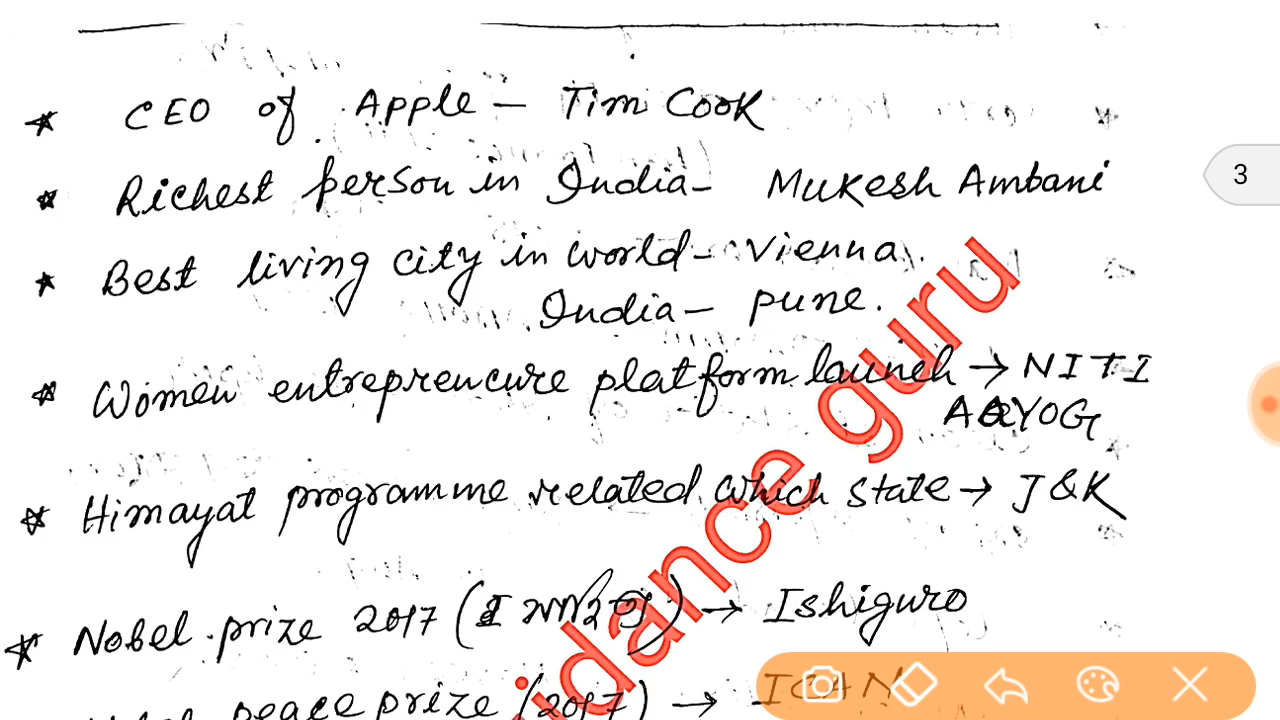 * CEO of Apple - Tim Cook
* Richest person in India - Mukesh Ambani
* Best living city in world - Vienna.
India - pune.
* Women entreprencure platform launch → NITI
AAYOG
* Himayat programme related which state → J&K
* Nobel prize 2017 ( ) → Ishiguro
peace prize (2017) → ICAN
idance guru
3